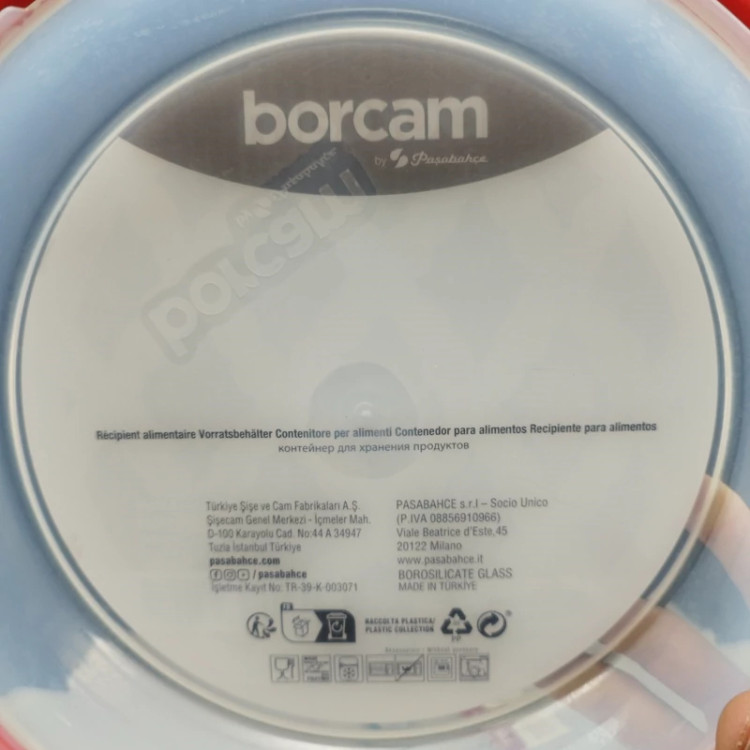 borcam
by Paşabahçe
Récipient alimentaire Vorratsbehälter Contenitore per alimenti Contenedor para alimentos Recipiente para alimentos
контейнер для хранения продуктов
Türkiye Şişe ve Cam Fabrikaları A.Ş.
Şişecam Genel Merkezi - İçmeler Mah.
D-100 Karayolu Cad. No:44 A 34947
Tuzla İstanbul Türkiye
pasabahce.com
/pasabahce
İşletme Kayıt No: TR-39-K-003071
PASABAHCE s.r.l – Socio Unico
(P.IVA 08856910966)
Viale Beatrice d'Este,45
20122 Milano
www.pasabahce.it
BOROSILICATE GLASS
MADE IN TÜRKİYE
FR
RACCOLTA PLASTICA/
PLASTIC COLLECTION
PP